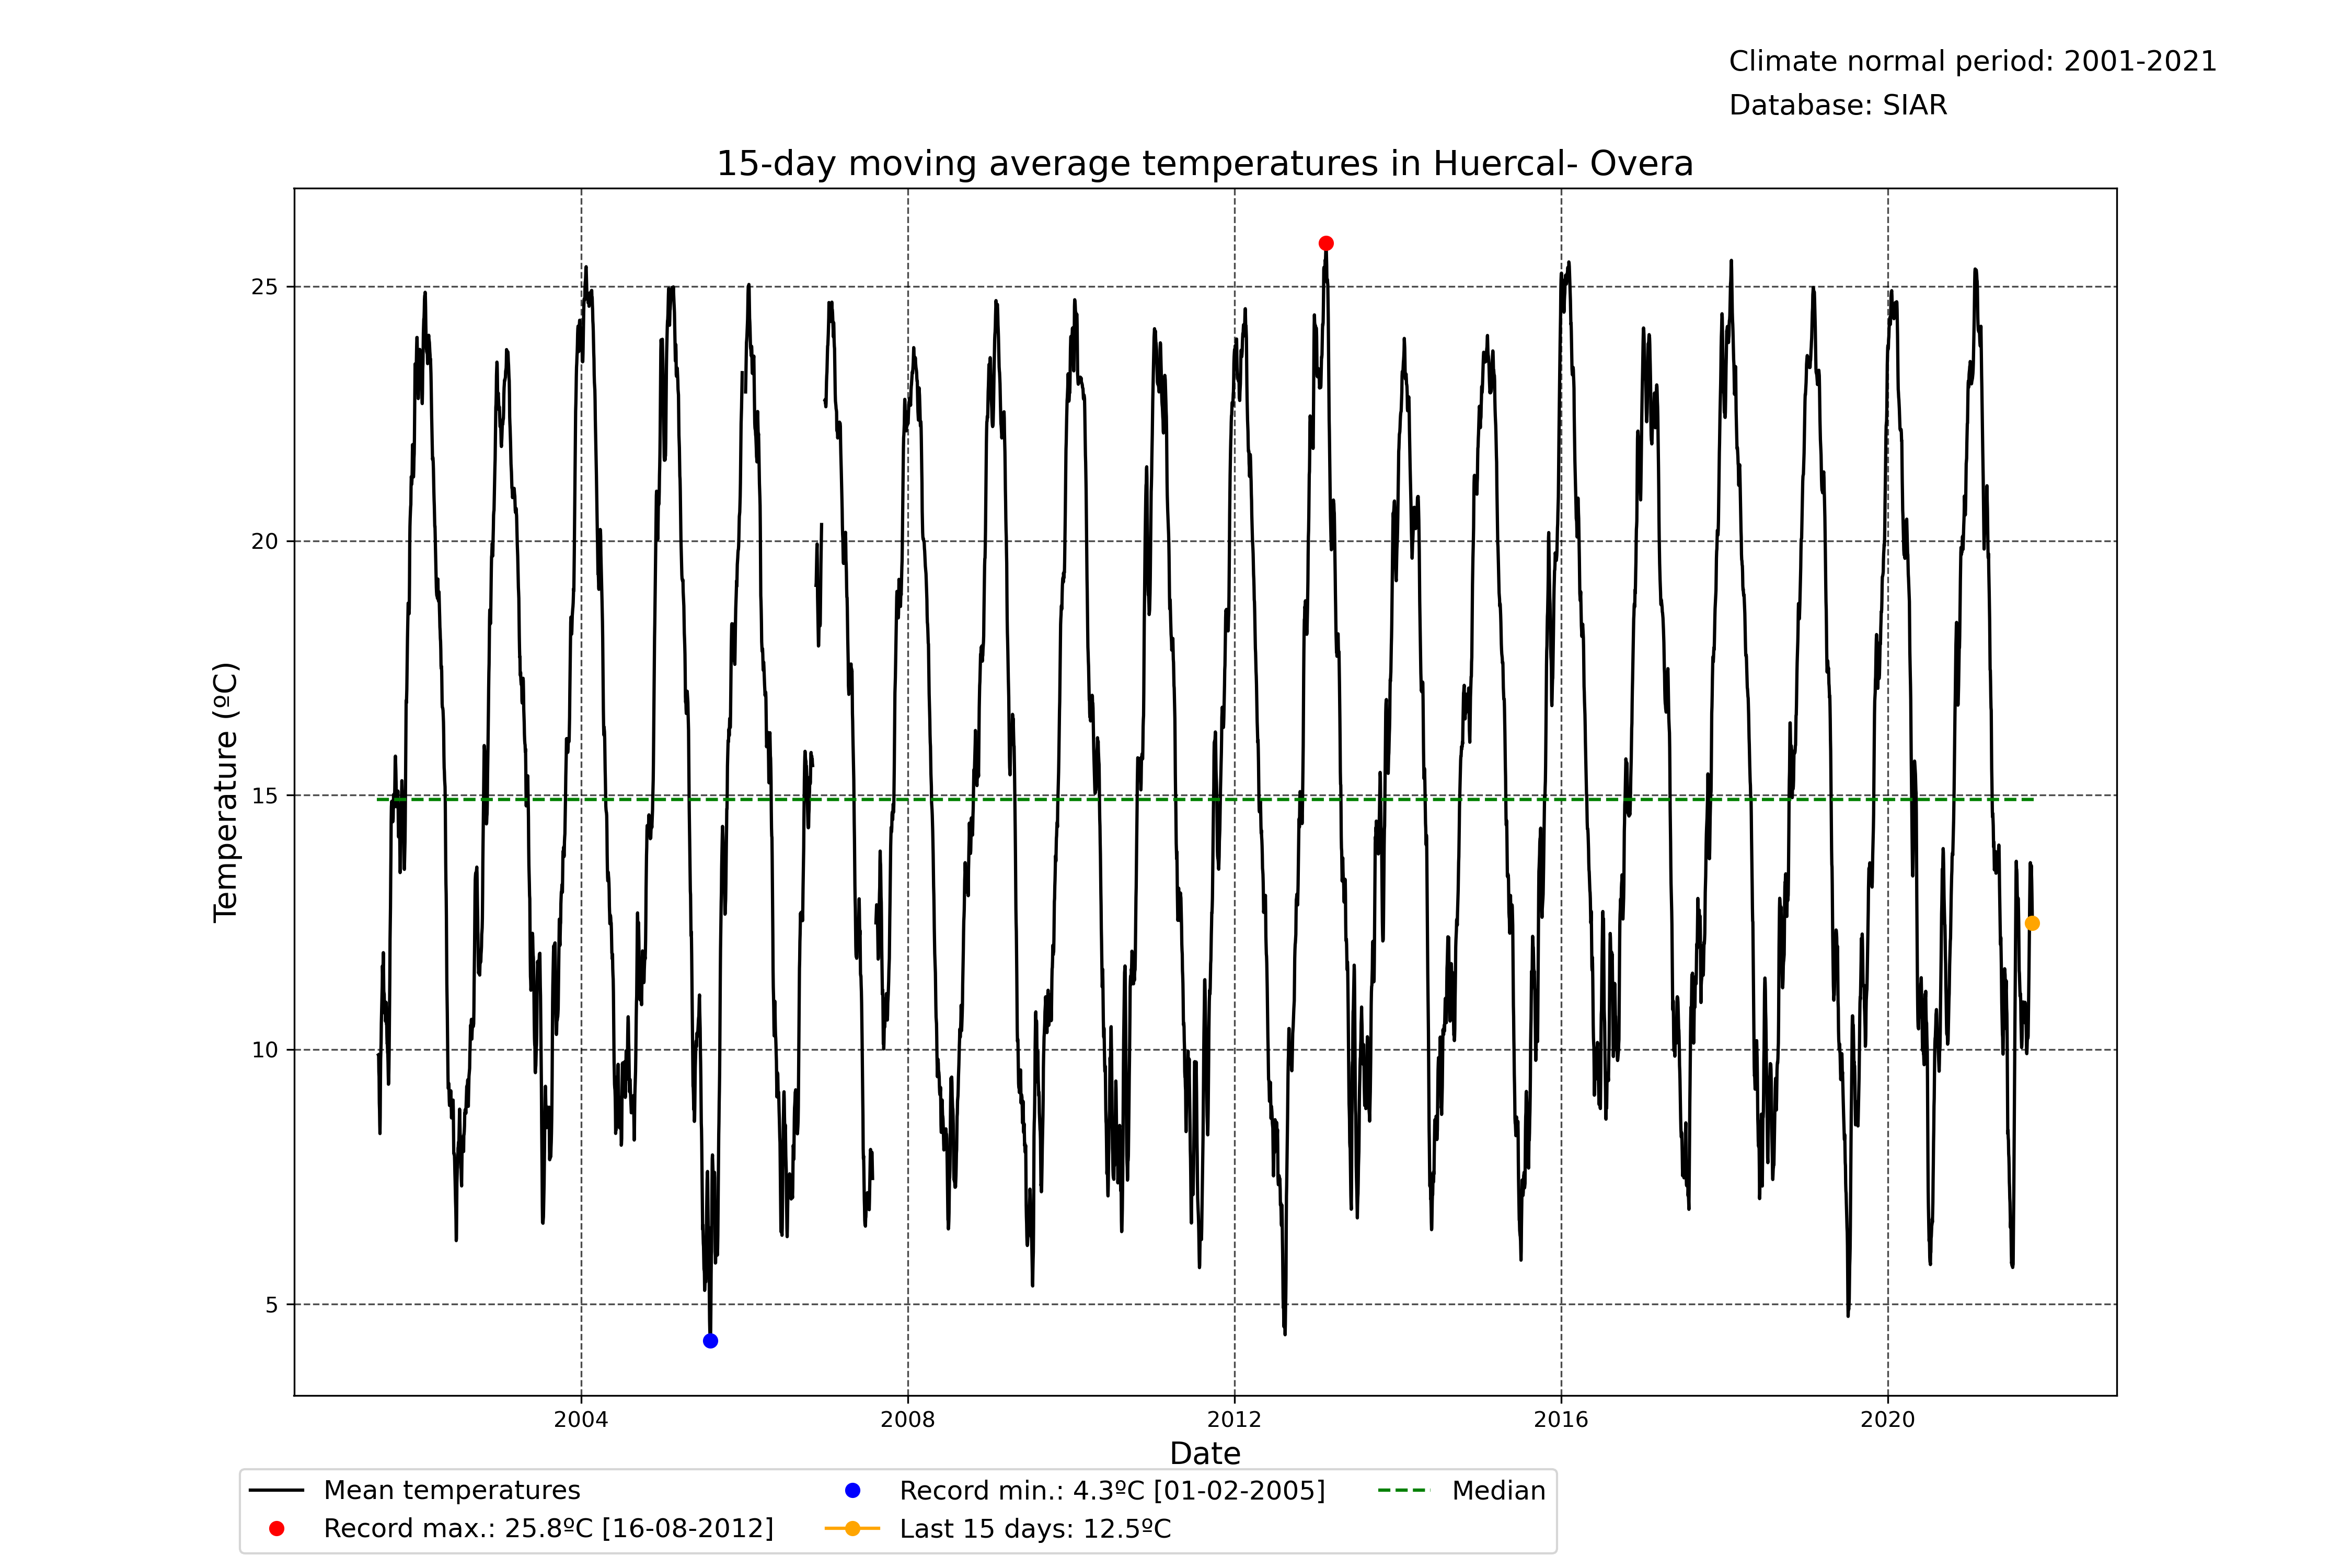 Climate normal period: 2001-2021
Database: SIAR
15-day moving average temperatures in Huercal- Overa
25
20
15
10
5
Temperature (ºC)
2004 2008 2012 2016 2020
Date
Mean temperatures
Record max.: 25.8ºC [16-08-2012]
Record min.: 4.3ºC [01-02-2005]
Last 15 days: 12.5ºC
Median